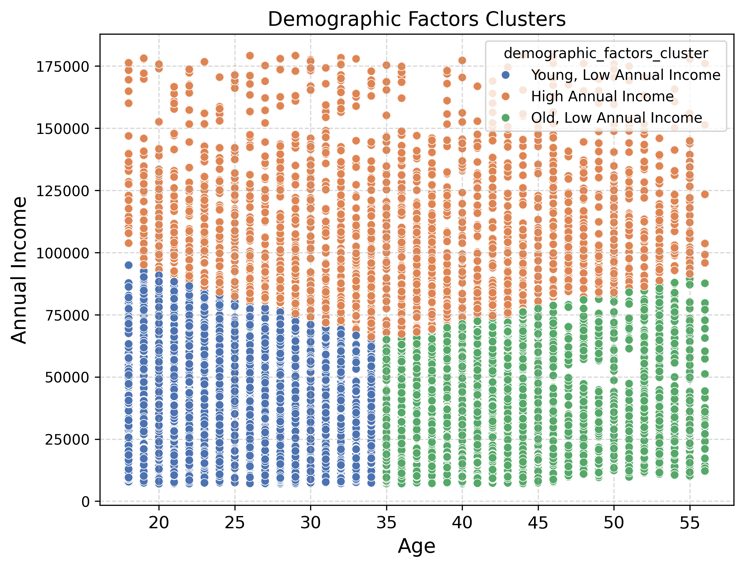 Demographic Factors Clusters
demographic_factors_cluster
Young, Low Annual Income
High Annual Income
Old, Low Annual Income
175000
150000
125000
100000
75000
50000
25000
0
Annual Income
20 25 30 35 40 45 50 55
Age